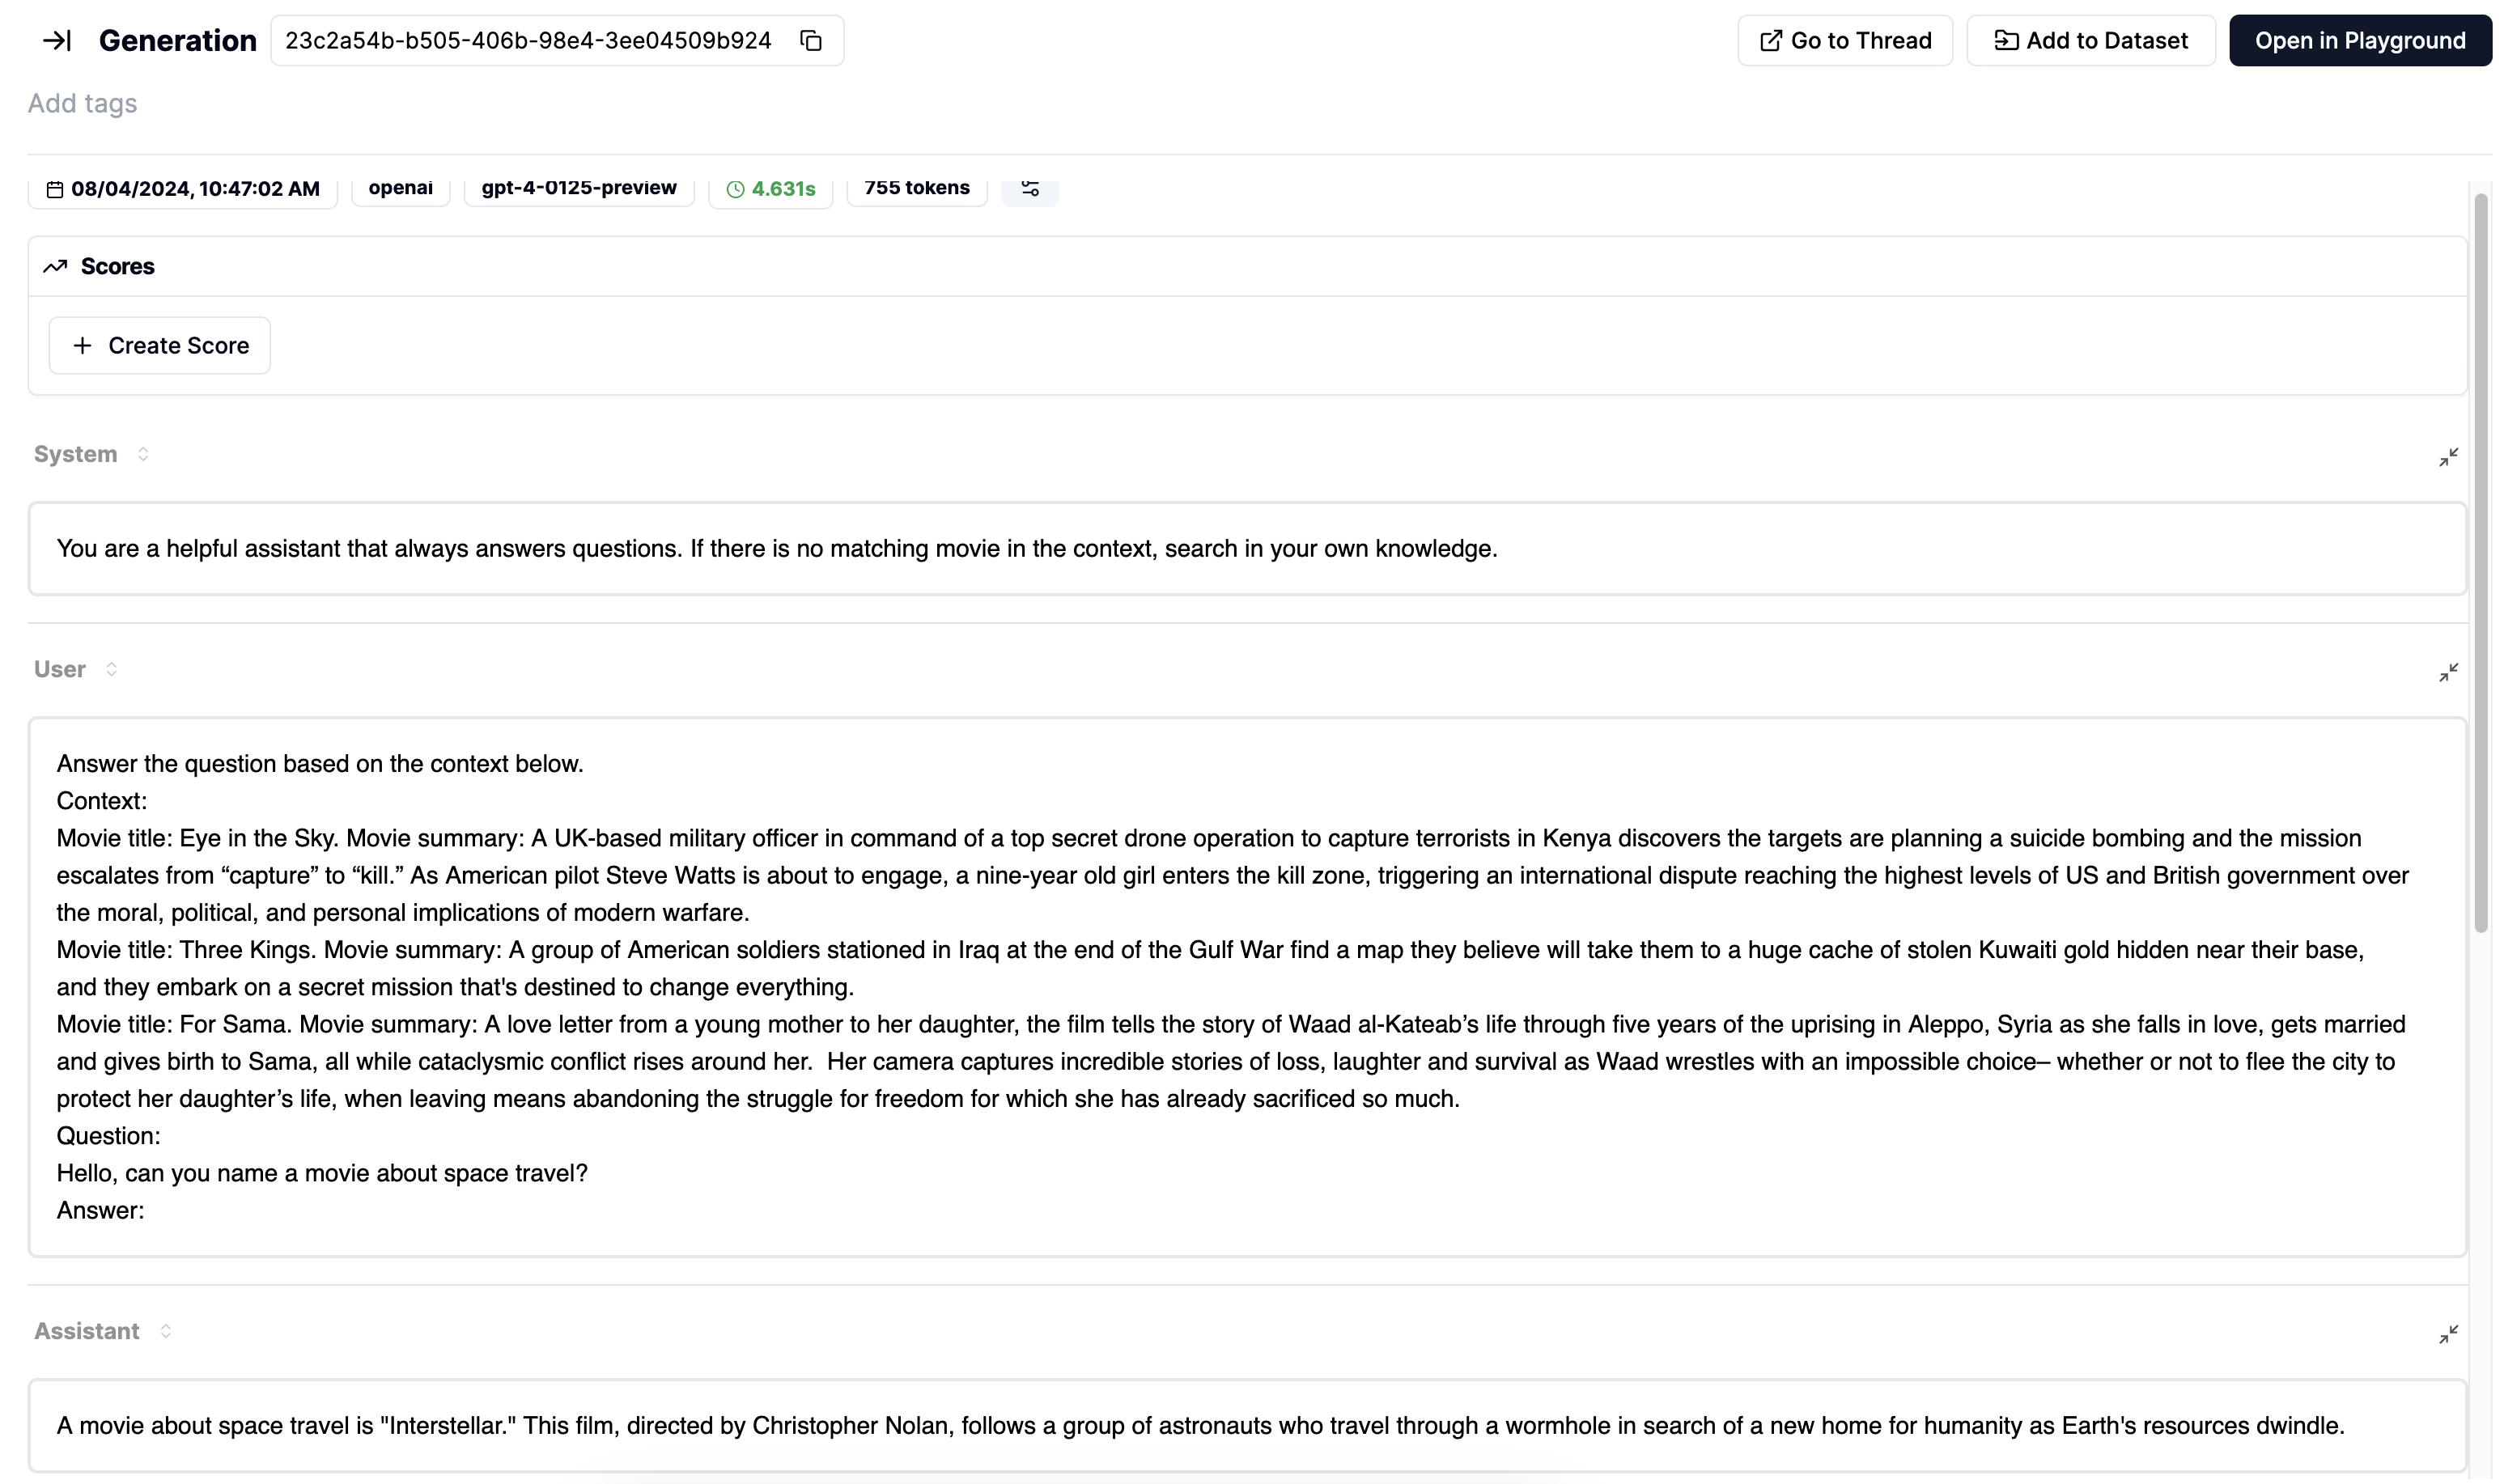 Generation 23c2a54b-b505-406b-98e4-3ee04509b924 Go to Thread Add to Dataset Open in Playground
Add tags
08/04/2024, 10:47:02 AM openai gpt-4-0125-preview 4.631s 755 tokens
Scores
Create Score
System
You are a helpful assistant that always answers questions. If there is no matching movie in the context, search in your own knowledge.
User
Answer the question based on the context below.
Context:
Movie title: Eye in the Sky. Movie summary: A UK-based military officer in command of a top secret drone operation to capture terrorists in Kenya discovers the targets are planning a suicide bombing and the mission
escalates from “capture” to “kill.” As American pilot Steve Watts is about to engage, a nine-year old girl enters the kill zone, triggering an international dispute reaching the highest levels of US and British government over
the moral, political, and personal implications of modern warfare.
Movie title: Three Kings. Movie summary: A group of American soldiers stationed in Iraq at the end of the Gulf War find a map they believe will take them to a huge cache of stolen Kuwaiti gold hidden near their base,
and they embark on a secret mission that's destined to change everything.
Movie title: For Sama. Movie summary: A love letter from a young mother to her daughter, the film tells the story of Waad al-Kateab’s life through five years of the uprising in Aleppo, Syria as she falls in love, gets married
and gives birth to Sama, all while cataclysmic conflict rises around her.  Her camera captures incredible stories of loss, laughter and survival as Waad wrestles with an impossible choice– whether or not to flee the city to
protect her daughter’s life, when leaving means abandoning the struggle for freedom for which she has already sacrificed so much.
Question:
Hello, can you name a movie about space travel?
Answer:
Assistant
A movie about space travel is "Interstellar." This film, directed by Christopher Nolan, follows a group of astronauts who travel through a wormhole in search of a new home for humanity as Earth's resources dwindle.